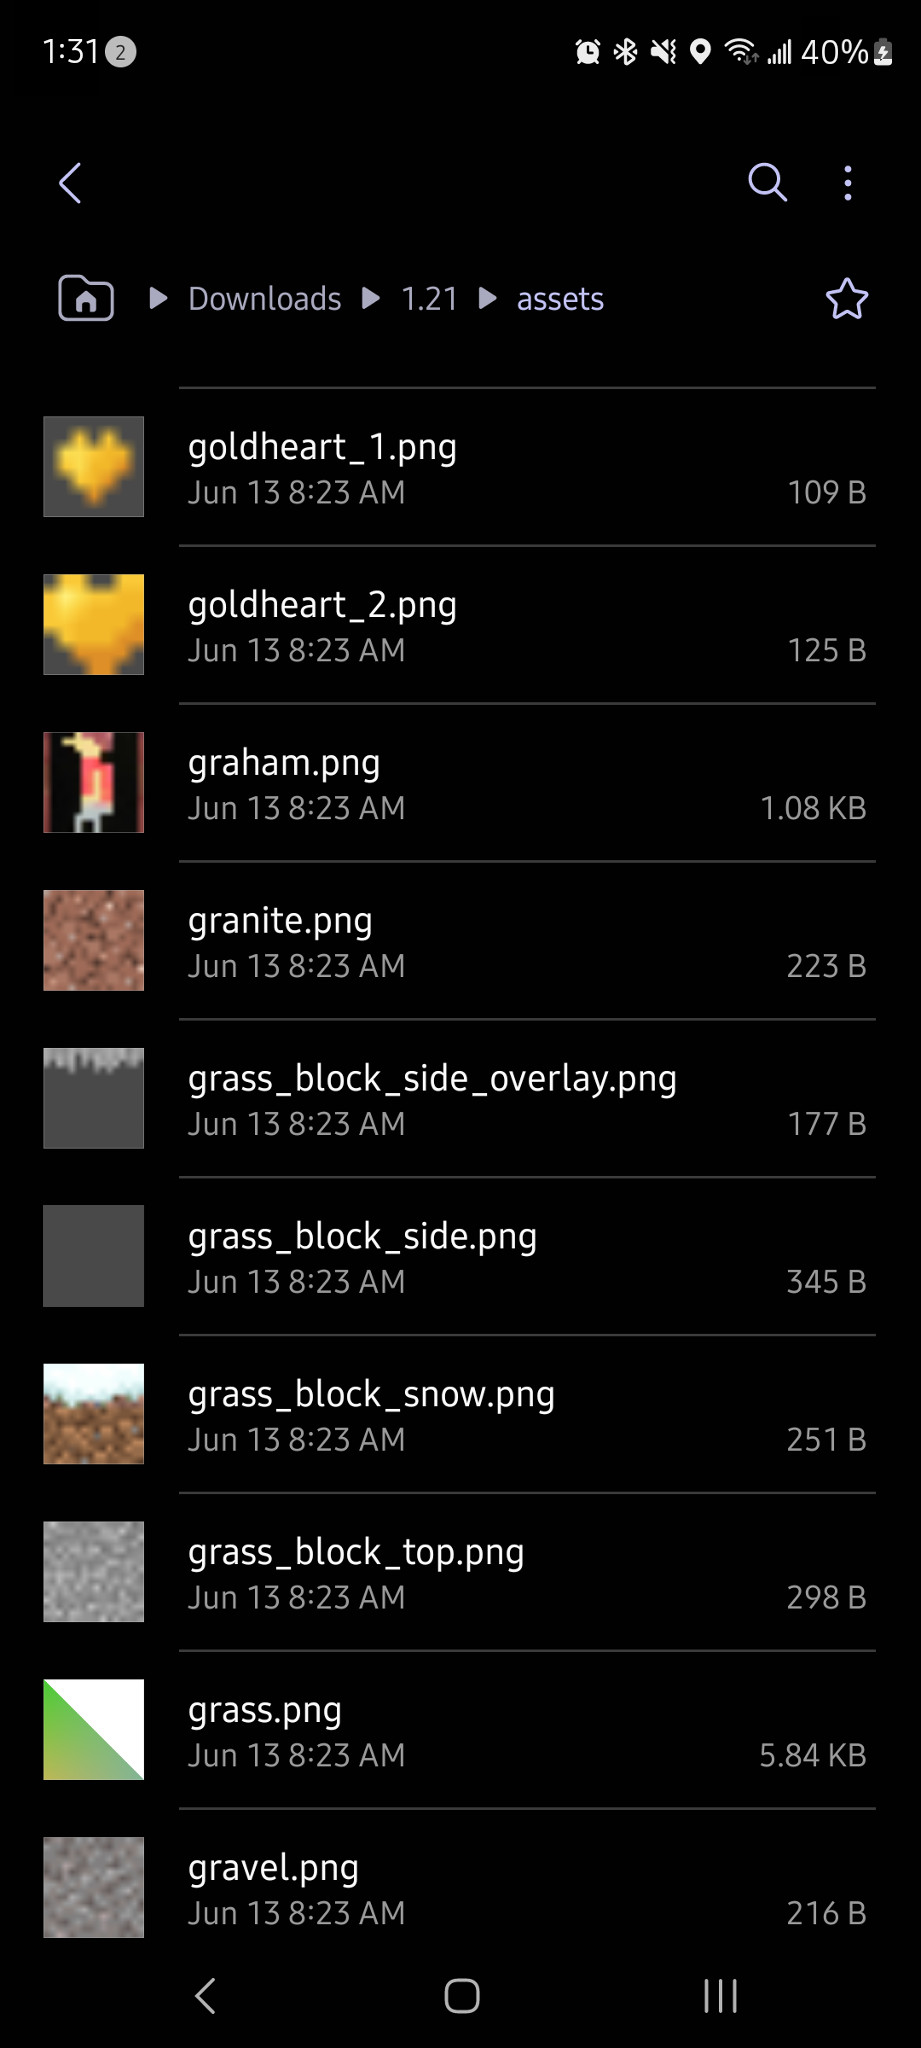 1:31 2 40%
Downloads 1.21 assets
goldheart_1.png
Jun 13 8:23 AM 109 B
goldheart_2.png
Jun 13 8:23 AM 125 B
graham.png
Jun 13 8:23 AM 1.08 KB
granite.png
Jun 13 8:23 AM 223 B
grass_block_side_overlay.png
Jun 13 8:23 AM 177 B
grass_block_side.png
Jun 13 8:23 AM 345 B
grass_block_snow.png
Jun 13 8:23 AM 251 B
grass_block_top.png
Jun 13 8:23 AM 298 B
grass.png
Jun 13 8:23 AM 5.84 KB
gravel.png
Jun 13 8:23 AM 216 B